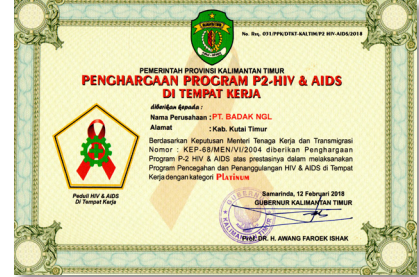 No. Reg. 031/PPK/DTKT-KALTIM/P2 HIV-AIDS/2018
PEMERINTAH PROVINSI KALIMANTAN TIMUR
PENGHARGAAN PROGRAM P2-HIV & AIDS
DI TEMPAT KERJA
diberikan kepada :
Nama Perusahaan : PT. BADAK NGL
Alamat : Kab. Kutai Timur
Berdasarkan Keputusan Menteri Tenaga Kerja dan Transmigrasi
Nomor : KEP-68/MEN/VI/2004 diberikan Penghargaan
Program P-2 HIV & AIDS atas prestasinya dalam melaksanakan
Program Pencegahan dan Penanggulangan HIV & AIDS di Tempat
Kerja dengan kategori PLATINUM
Peduli HIV & AIDS
Di Tempat Kerja
Samarinda, 12 Februari 2018
GUBERNUR KALIMANTAN TIMUR
Prof. DR. H. AWANG FAROEK ISHAK